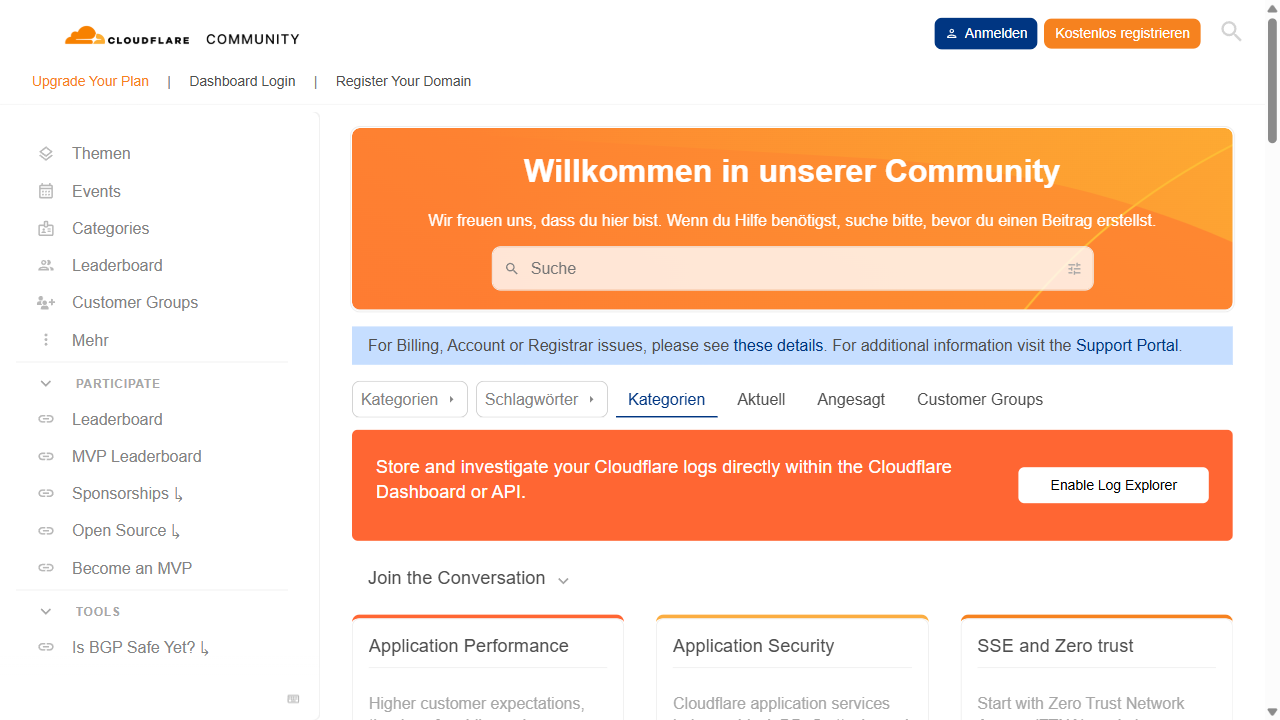 CLOUDFLARE COMMUNITY
Anmelden
Kostenlos registrieren
Upgrade Your Plan | Dashboard Login | Register Your Domain
Themen
Events
Categories
Leaderboard
Customer Groups
Mehr
PARTICIPATE
Leaderboard
MVP Leaderboard
Sponsorships
Open Source
Become an MVP
TOOLS
Is BGP Safe Yet?
Willkommen in unserer Community
Wir freuen uns, dass du hier bist. Wenn du Hilfe benötigst, suche bitte, bevor du einen Beitrag erstellst.
Suche
For Billing, Account or Registrar issues, please see these details. For additional information visit the Support Portal.
Kategorien
Schlagwörter
Kategorien
Aktuell
Angesagt
Customer Groups
Store and investigate your Cloudflare logs directly within the Cloudflare
Dashboard or API.
Enable Log Explorer
Join the Conversation
Application Performance
Higher customer expectations,
Application Security
Cloudflare application services
SSE and Zero trust
Start with Zero Trust Network